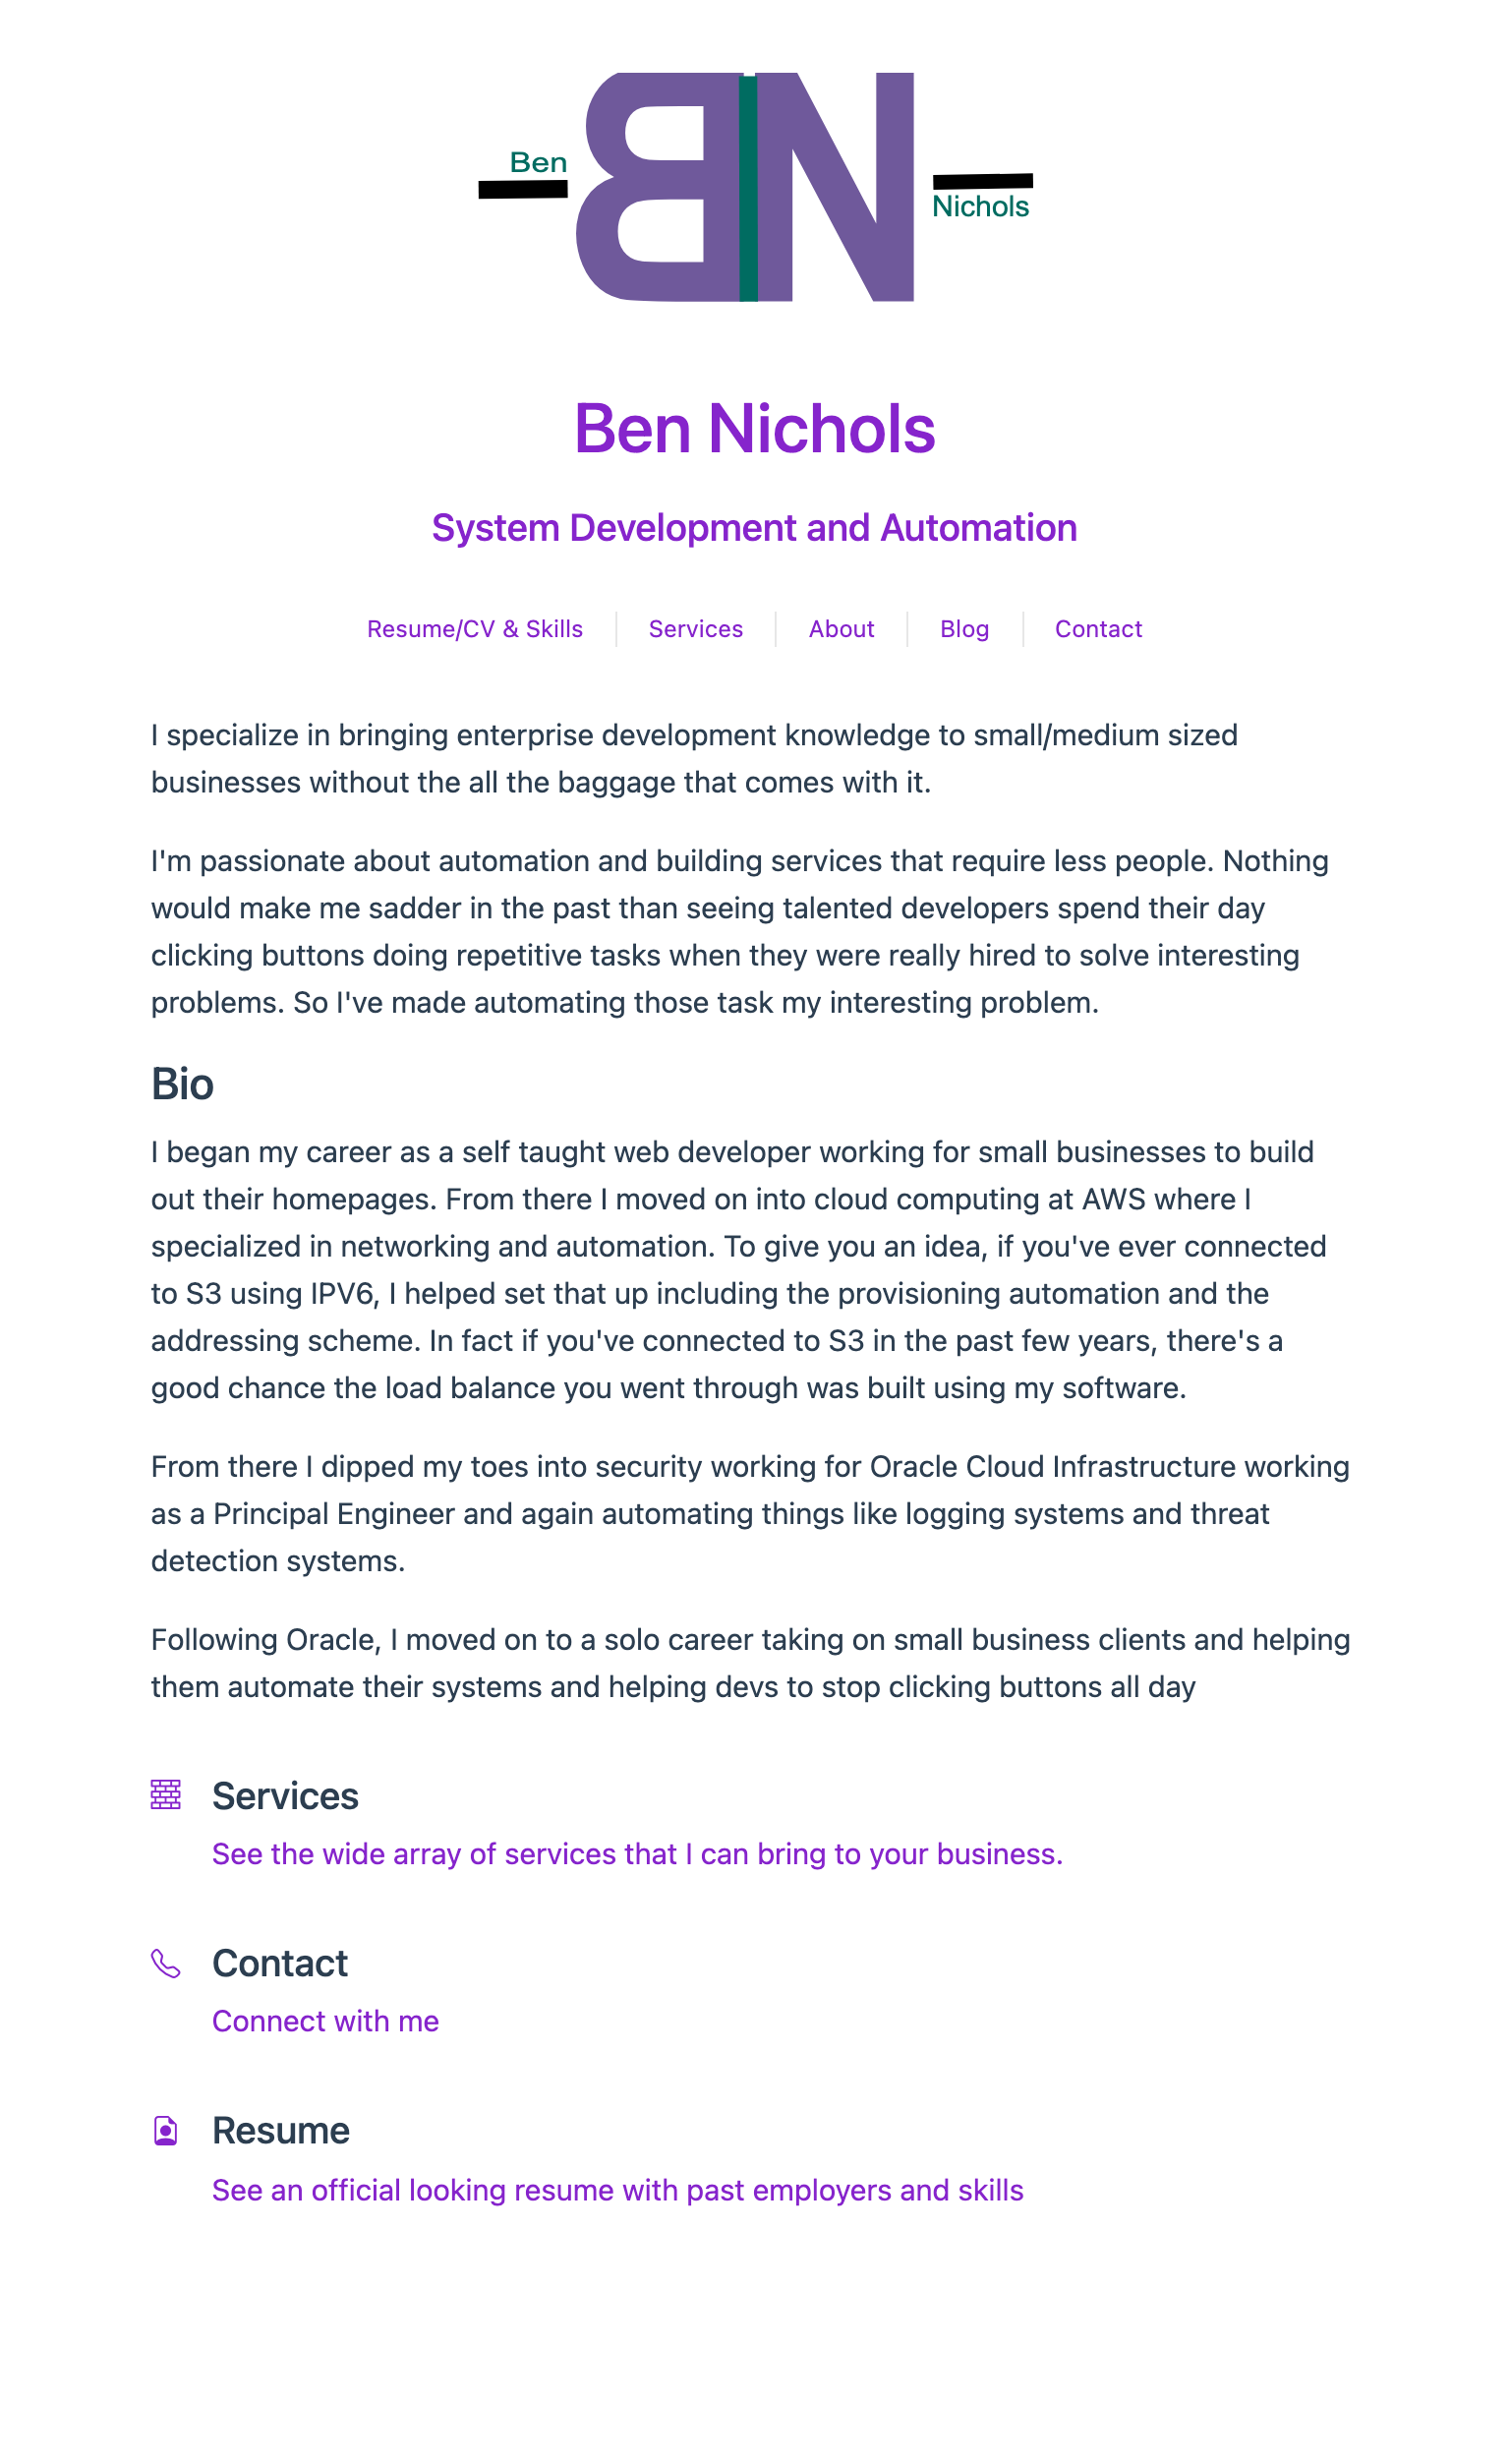 Ben
BN
Nichols
Ben Nichols
System Development and Automation
Resume/CV & Skills
Services
About
Blog
Contact
I specialize in bringing enterprise development knowledge to small/medium sized
businesses without the all the baggage that comes with it.
I'm passionate about automation and building services that require less people. Nothing
would make me sadder in the past than seeing talented developers spend their day
clicking buttons doing repetitive tasks when they were really hired to solve interesting
problems. So I've made automating those task my interesting problem.
Bio
I began my career as a self taught web developer working for small businesses to build
out their homepages. From there I moved on into cloud computing at AWS where I
specialized in networking and automation. To give you an idea, if you've ever connected
to S3 using IPV6, I helped set that up including the provisioning automation and the
addressing scheme. In fact if you've connected to S3 in the past few years, there's a
good chance the load balance you went through was built using my software.
From there I dipped my toes into security working for Oracle Cloud Infrastructure working
as a Principal Engineer and again automating things like logging systems and threat
detection systems.
Following Oracle, I moved on to a solo career taking on small business clients and helping
them automate their systems and helping devs to stop clicking buttons all day
Services
See the wide array of services that I can bring to your business.
Contact
Connect with me
Resume
See an official looking resume with past employers and skills